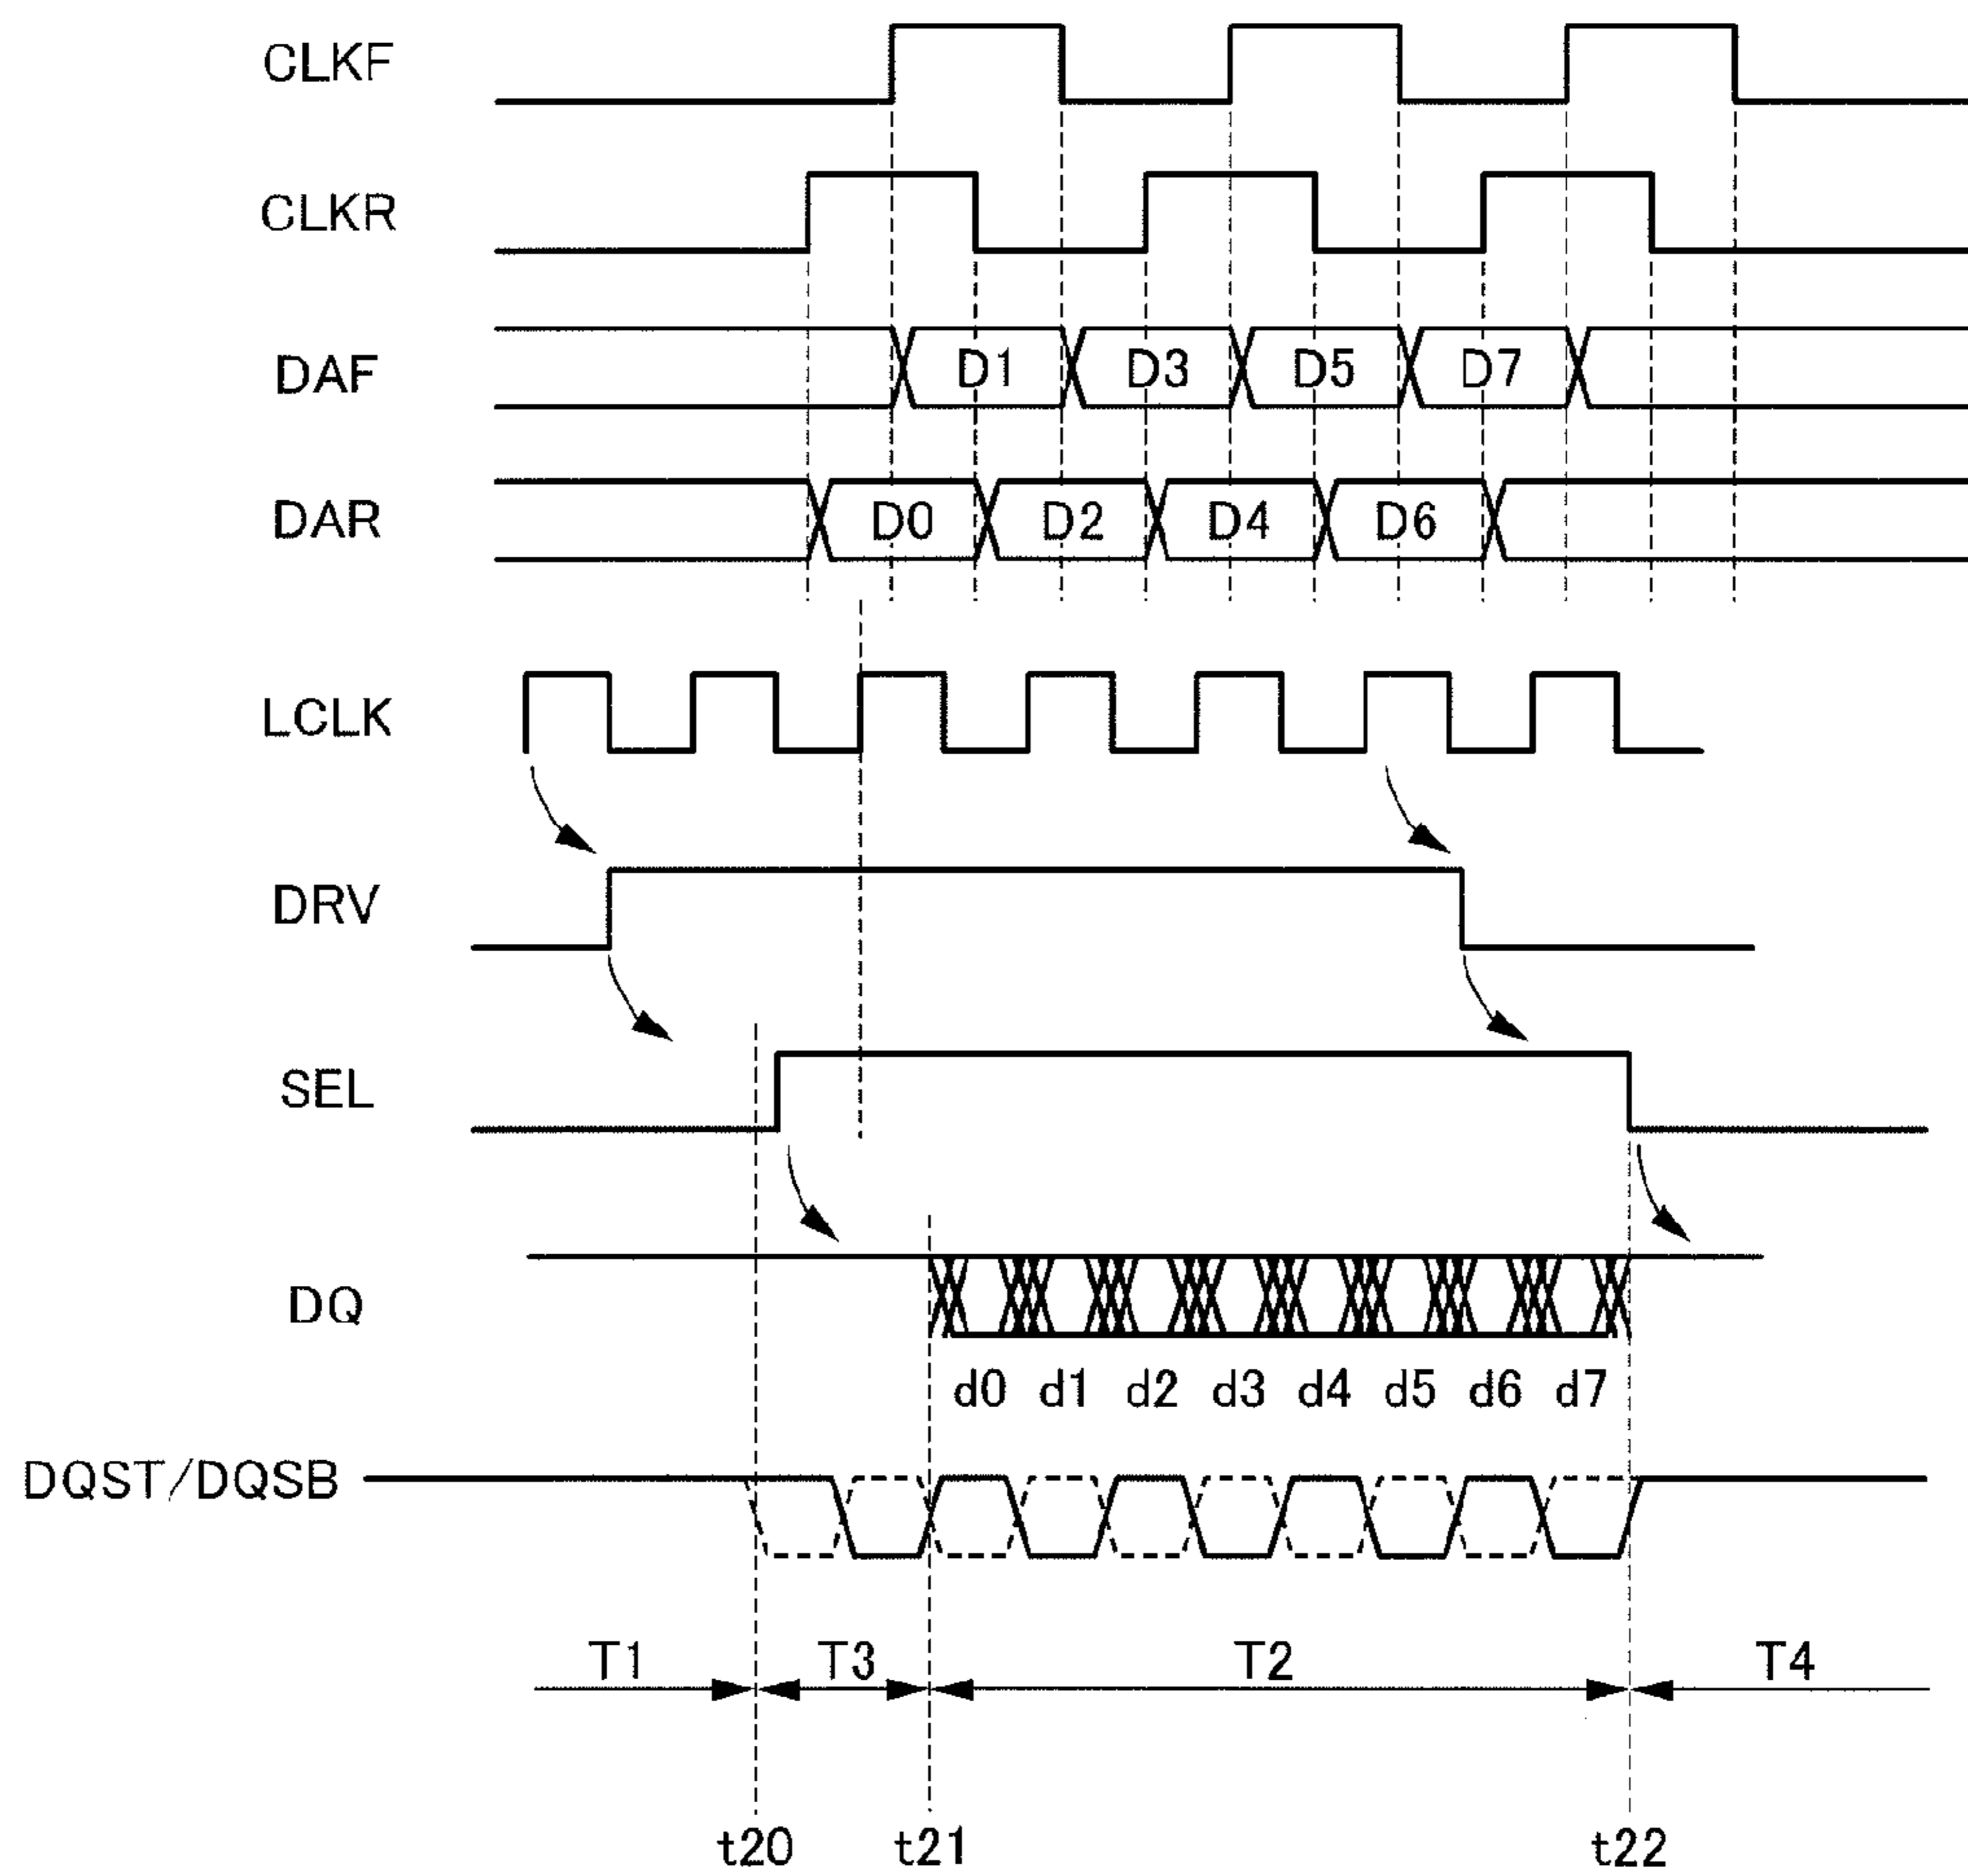 CLKF
CLKR
DAF D1 D3 D5 D7
DAR D0 D2 D4 D6
LCLK
DRV
SEL
DQ
d0 d1 d2 d3 d4 d5 d6 d7
DQST/DQSB
T1 T3 T2 T4
t20 t21 t22